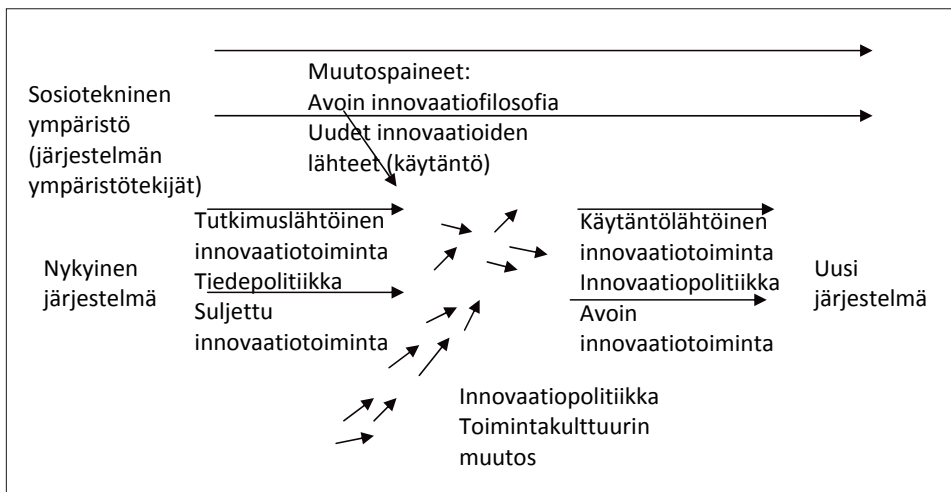 Muutospaineet:
Avoin innovaatiofilosofia
Uudet innovaatioiden
lähteet (käytäntö)
Sosiotekninen
ympäristö
(järjestelmän
ympäristötekijät)
Nykyinen
järjestelmä
Tutkimuslähtöinen
innovaatiotoiminta
Tiedepolitiikka
Suljettu
innovaatiotoiminta
Käytäntölähtöinen
innovaatiotoiminta
Innovaatiopolitiikka
Avoin
innovaatiotoiminta
Uusi
järjestelmä
Innovaatiopolitiikka
Toimintakulttuurin
muutos